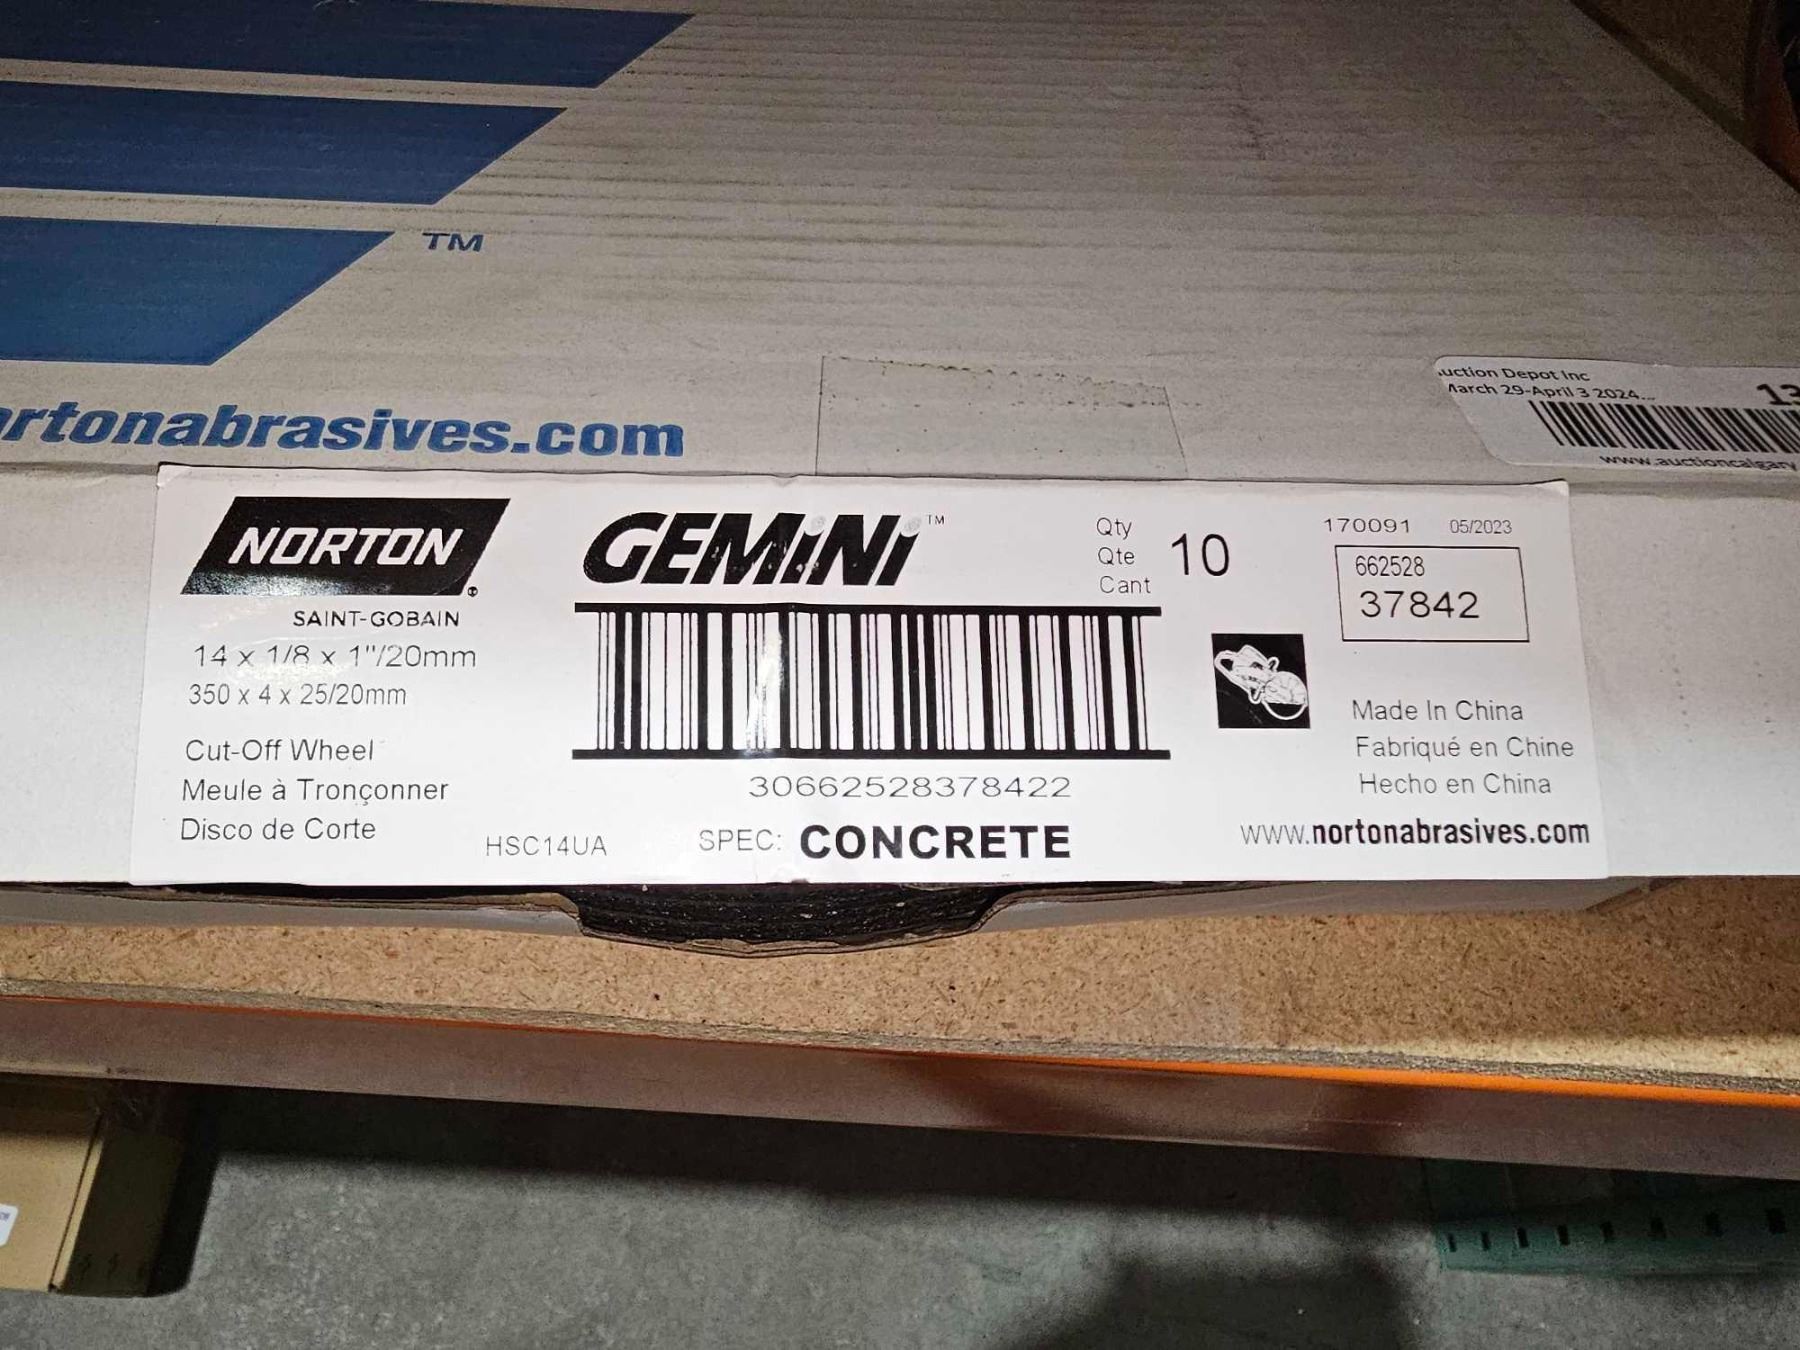 TM
rtonabrasives.com
uction Depot Inc
March 29-April 3 2024...
13
www.auctioncalgary
NORTON
SAINT-GOBAIN
14 x 1/8 x 1"/20mm
350 x 4 x 25/20mm
Cut-Off Wheel
Meule à Tronçonner
Disco de Corte
HSC14UA
GEMiNi™
30662528378422
SPEC: CONCRETE
Qty
Qte
Cant
10
170091 05/2023
662528
37842
Made In China
Fabriqué en Chine
Hecho en China
www.nortonabrasives.com